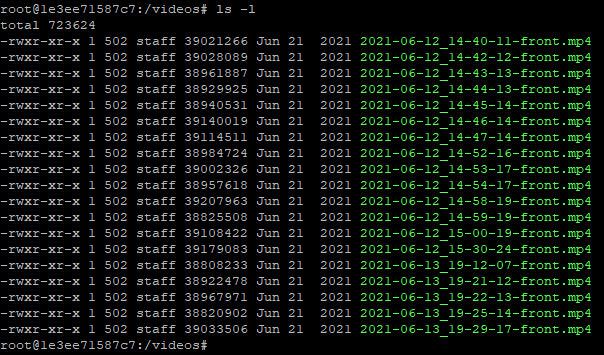 root@1e3ee71587c7:/videos# ls -l
total 723624
-rwxr-xr-x 1 502 staff 39021266 Jun 21  2021 2021-06-12_14-40-11-front.mp4
-rwxr-xr-x 1 502 staff 39028089 Jun 21  2021 2021-06-12_14-42-12-front.mp4
-rwxr-xr-x 1 502 staff 38961887 Jun 21  2021 2021-06-12_14-43-13-front.mp4
-rwxr-xr-x 1 502 staff 38929925 Jun 21  2021 2021-06-12_14-44-13-front.mp4
-rwxr-xr-x 1 502 staff 38940531 Jun 21  2021 2021-06-12_14-45-14-front.mp4
-rwxr-xr-x 1 502 staff 39140019 Jun 21  2021 2021-06-12_14-46-14-front.mp4
-rwxr-xr-x 1 502 staff 39114511 Jun 21  2021 2021-06-12_14-47-14-front.mp4
-rwxr-xr-x 1 502 staff 38984724 Jun 21  2021 2021-06-12_14-52-16-front.mp4
-rwxr-xr-x 1 502 staff 39002326 Jun 21  2021 2021-06-12_14-53-17-front.mp4
-rwxr-xr-x 1 502 staff 38957618 Jun 21  2021 2021-06-12_14-54-17-front.mp4
-rwxr-xr-x 1 502 staff 39207963 Jun 21  2021 2021-06-12_14-58-19-front.mp4
-rwxr-xr-x 1 502 staff 38825508 Jun 21  2021 2021-06-12_14-59-19-front.mp4
-rwxr-xr-x 1 502 staff 39108422 Jun 21  2021 2021-06-12_15-00-19-front.mp4
-rwxr-xr-x 1 502 staff 39179083 Jun 21  2021 2021-06-12_15-30-24-front.mp4
-rwxr-xr-x 1 502 staff 38808233 Jun 21  2021 2021-06-13_19-12-07-front.mp4
-rwxr-xr-x 1 502 staff 38922478 Jun 21  2021 2021-06-13_19-21-12-front.mp4
-rwxr-xr-x 1 502 staff 38967971 Jun 21  2021 2021-06-13_19-22-13-front.mp4
-rwxr-xr-x 1 502 staff 38820902 Jun 21  2021 2021-06-13_19-25-14-front.mp4
-rwxr-xr-x 1 502 staff 39033506 Jun 21  2021 2021-06-13_19-29-17-front.mp4
root@1e3ee71587c7:/videos#